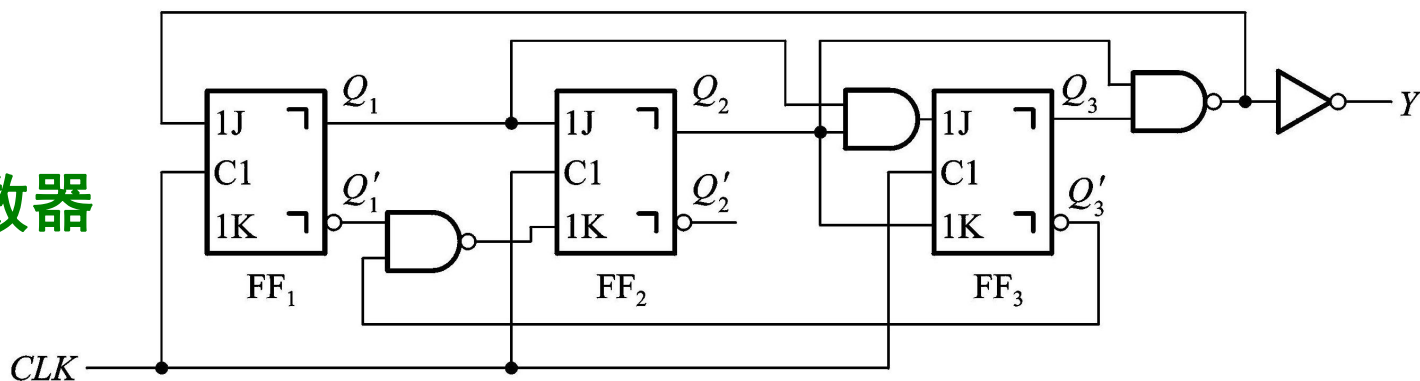 Q₁
Q₂
Q₃
Y
1J
C1
1K
Q′₁
FF₁
1J
C1
1K
Q′₂
FF₂
1J
C1
1K
Q′₃
FF₃
数器
CLK